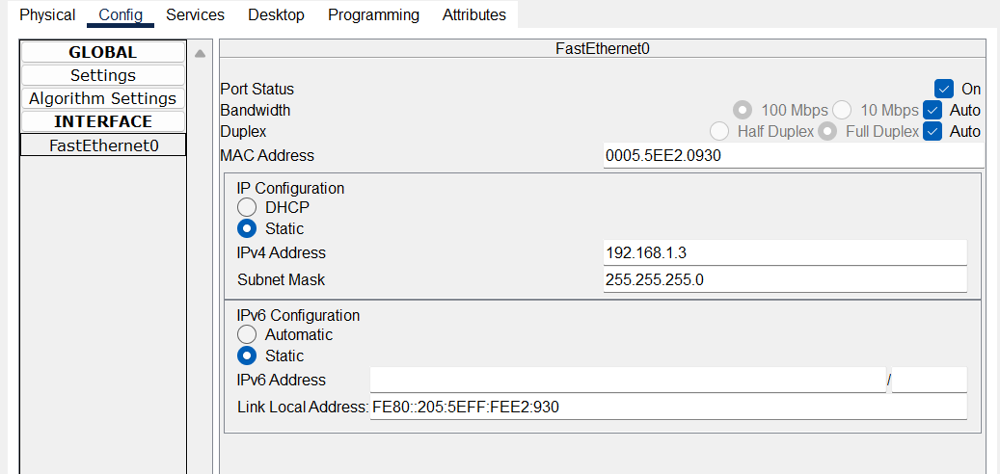 Physical Config Services Desktop Programming Attributes
GLOBAL
Settings
Algorithm Settings
INTERFACE
FastEthernet0
FastEthernet0
Port Status On
Bandwidth 100 Mbps 10 Mbps Auto
Duplex Half Duplex Full Duplex Auto
MAC Address 0005.5EE2.0930
IP Configuration
DHCP
Static
IPv4 Address 192.168.1.3
Subnet Mask 255.255.255.0
IPv6 Configuration
Automatic
Static
IPv6 Address /
Link Local Address: FE80::205:5EFF:FEE2:930